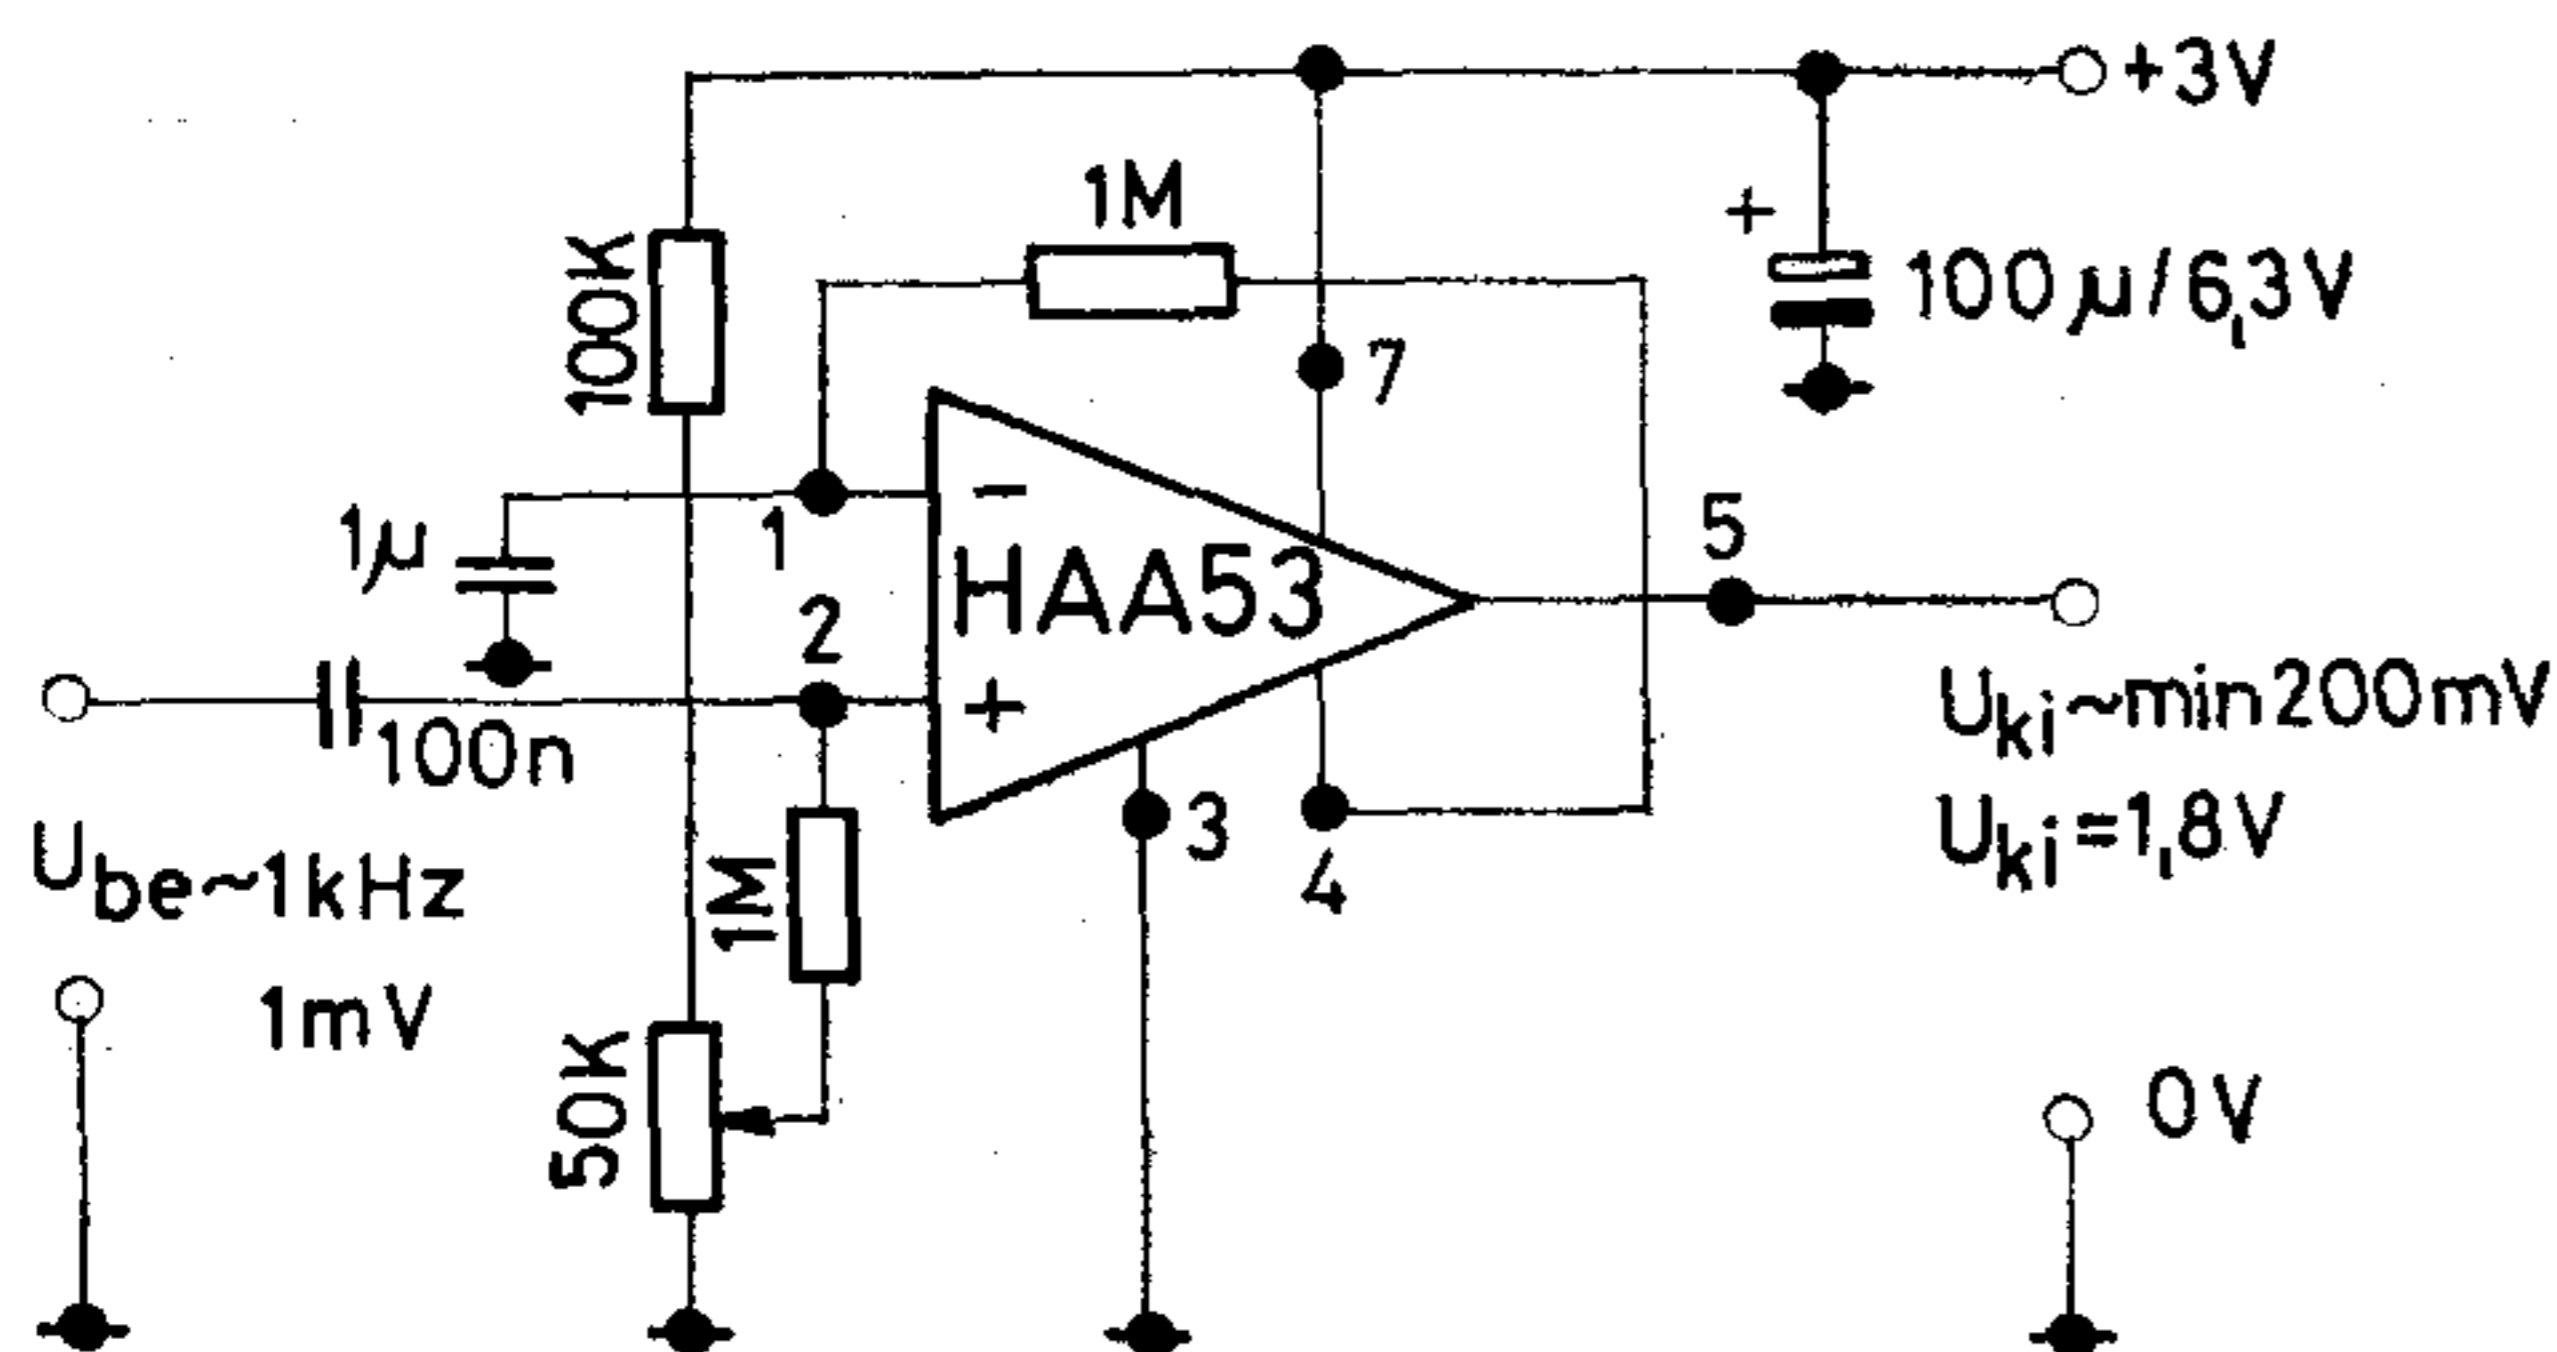 +3V
1M
100K
+
100µ/6,3V
7
-
1
1µ
HAA53
5
2
+
100n
Uki~min200mV
Uki=1,8V
3
4
Ube~1kHz
1mV
1M
50K
0V